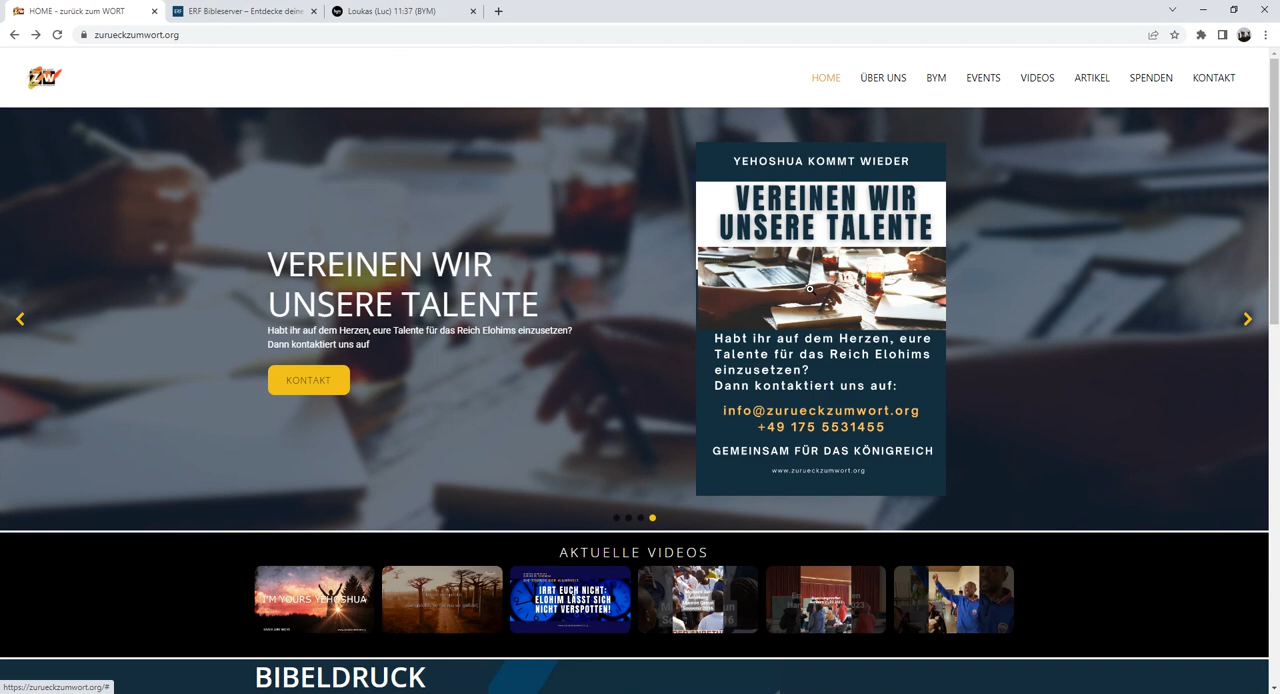 HOME - zurück zum WORT
ERF Bibleserver – Entdecke deine
Loukas (Luc) 11:37 (BYM)
zurueckzumwort.org
ZW
HOME ÜBER UNS BYM EVENTS VIDEOS ARTIKEL SPENDEN KONTAKT
VEREINEN WIR
UNSERE TALENTE
Habt ihr auf dem Herzen, eure Talente für das Reich Elohims einzusetzen?
Dann kontaktiert uns auf
KONTAKT
YEHOSHUA KOMMT WIEDER
VEREINEN WIR
UNSERE TALENTE
Habt ihr auf dem Herzen, eure
Talente für das Reich Elohims
einzusetzen?
Dann kontaktiert uns auf:
info@zurueckzumwort.org
+49 175 5531455
GEMEINSAM FÜR DAS KÖNIGREICH
www.zurueckzumwort.org
AKTUELLE VIDEOS
I'M YOURS YEHOSHUA
IRRT EUCH NICHT:
ELOHIM LÄSST SICH
NICHT VERSPOTTEN!
BIBELDRUCK
https://zurueckzumwort.org/#